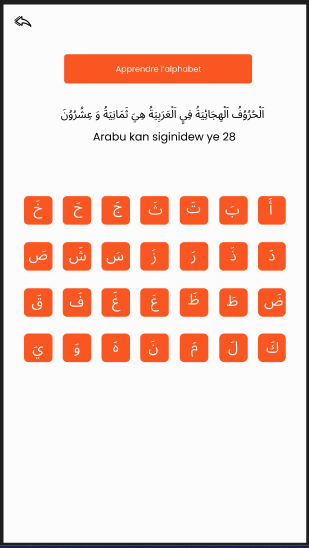 Apprendre l'alphabet
اَلْحُرُوُفُ اَلْهِجَائِيَةُ فِي اَلْعَرَبِيَةُ هِيَ ثَمَانِيَةُ وَ عِشْرُوُنَ
Arabu kan siginidew ye 28
أَ بَ تَ ثَ جَ حَ خَ
دَ ذَ رَ زَ سَ شَ صَ
ضَ طَ ظَ عَ غَ فَ قَ
كَ لَ مَ نَ هَ وَ يَ